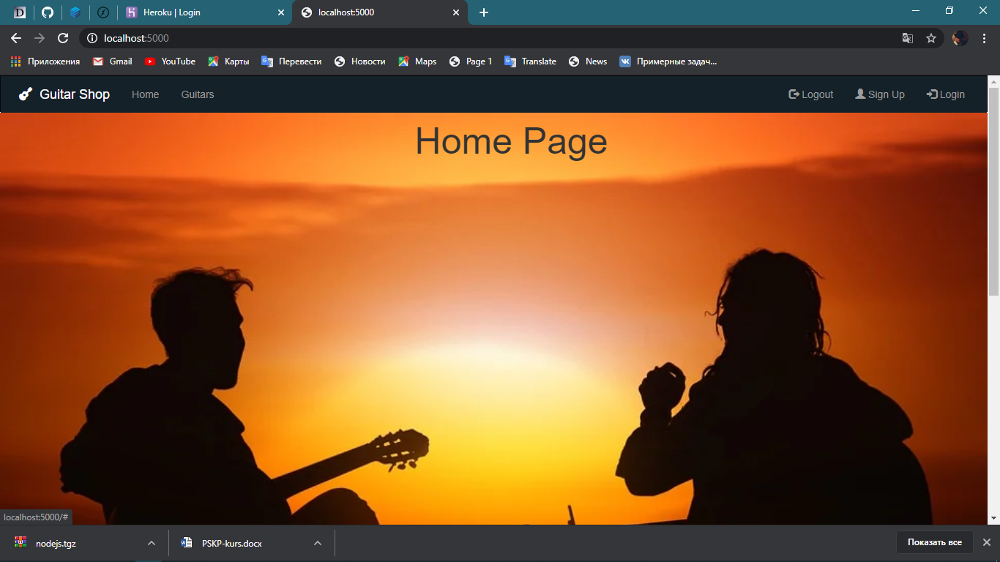 Heroku | Login
localhost:5000
localhost:5000
Приложения Gmail YouTube Карты Перевести Новости Maps Page 1 Translate News Примерные задач...
Guitar Shop Home Guitars Logout Sign Up Login
Home Page
localhost:5000/#
nodejs.tgz PSKP-kurs.docx Показать все